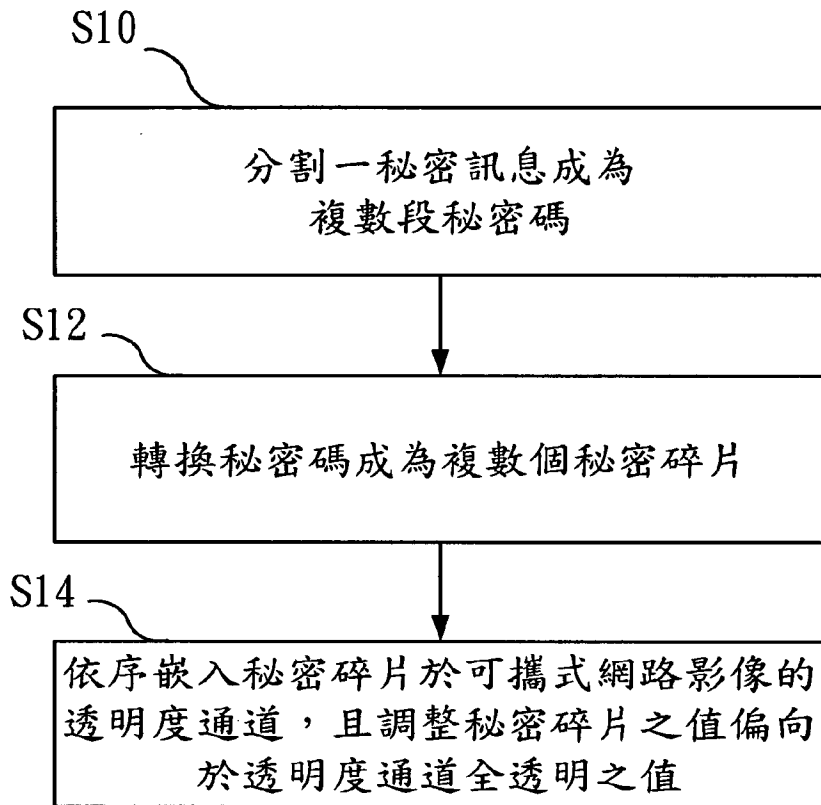 S10
分割一秘密訊息成為
複數段秘密碼
S12
轉換秘密碼成為複數個秘密碎片
S14
依序嵌入秘密碎片於可攜式網路影像的
透明度通道，且調整秘密碎片之值偏向
於透明度通道全透明之值